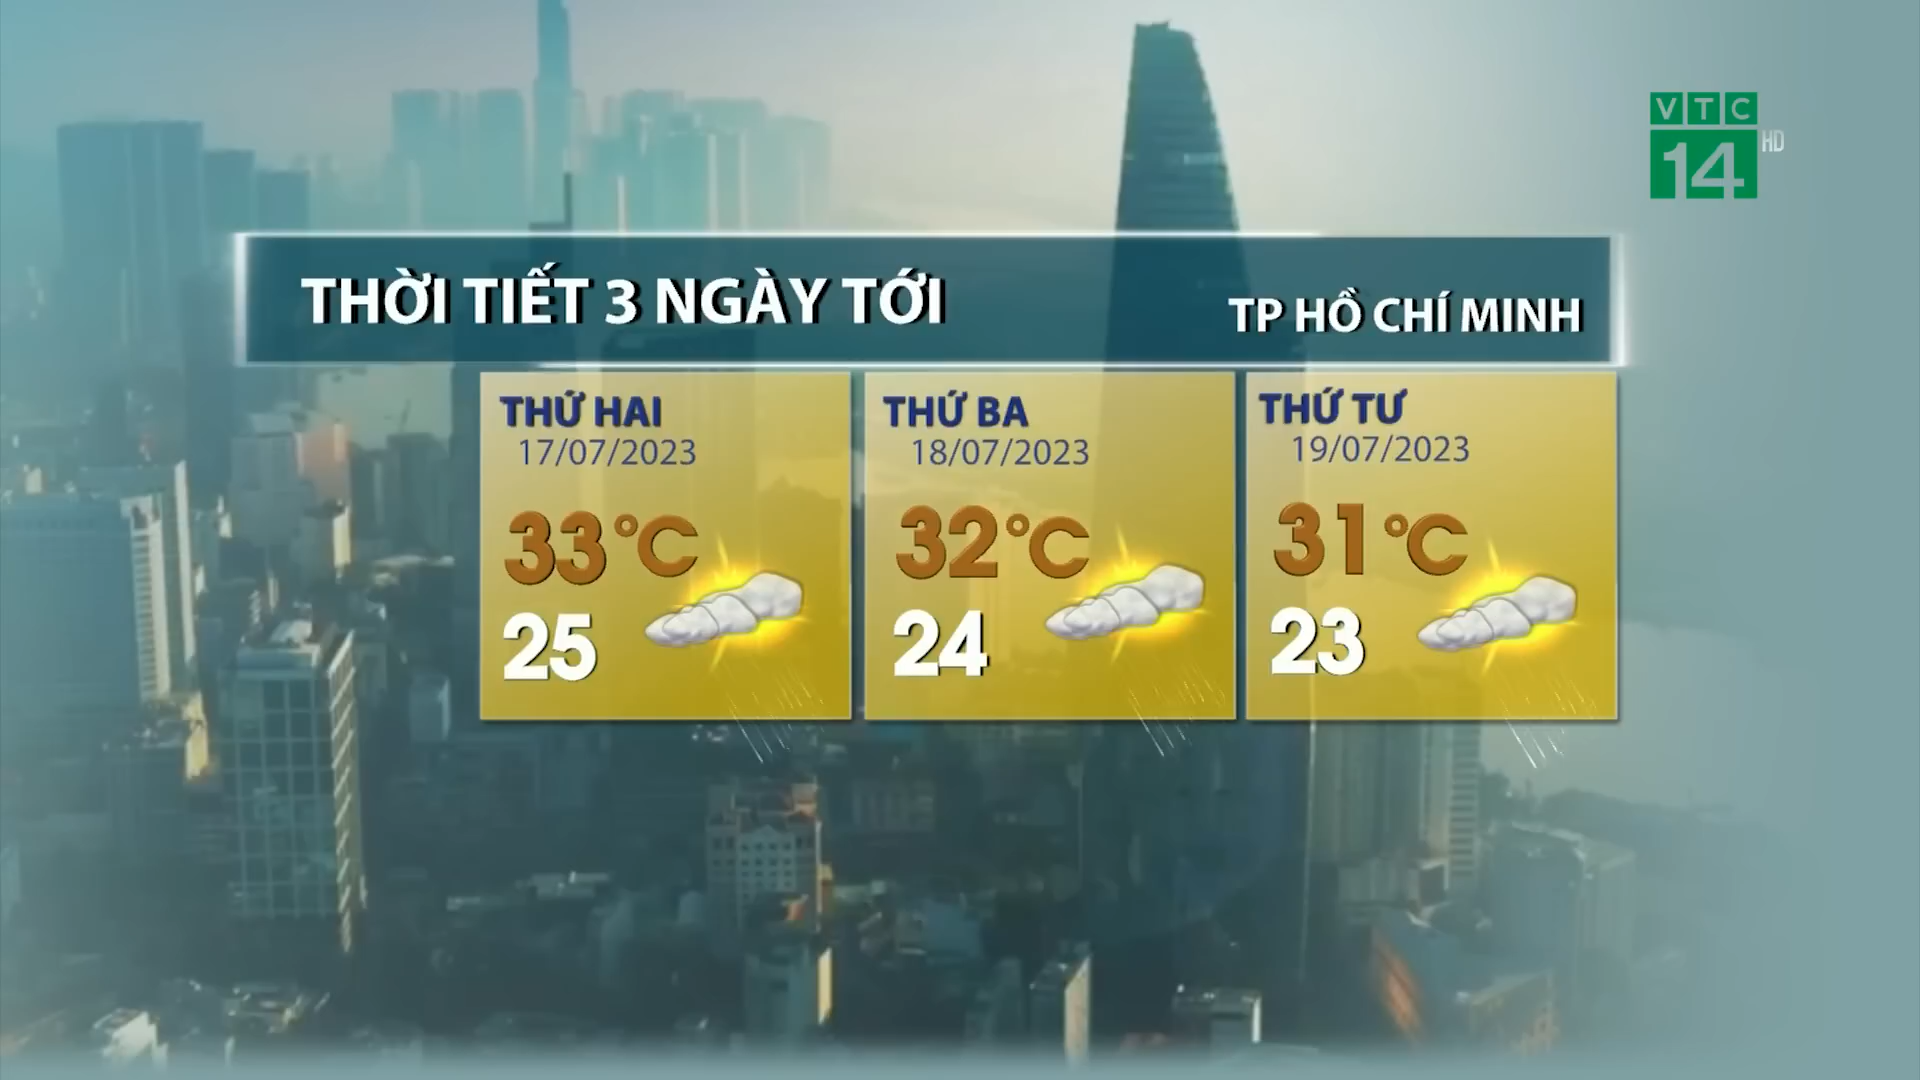 VTC
14 HD
THỜI TIẾT 3 NGÀY TỚI
TP HỒ CHÍ MINH
THỨ HAI
17/07/2023
33°C
25
THỨ BA
18/07/2023
32°C
24
THỨ TƯ
19/07/2023
31°C
23